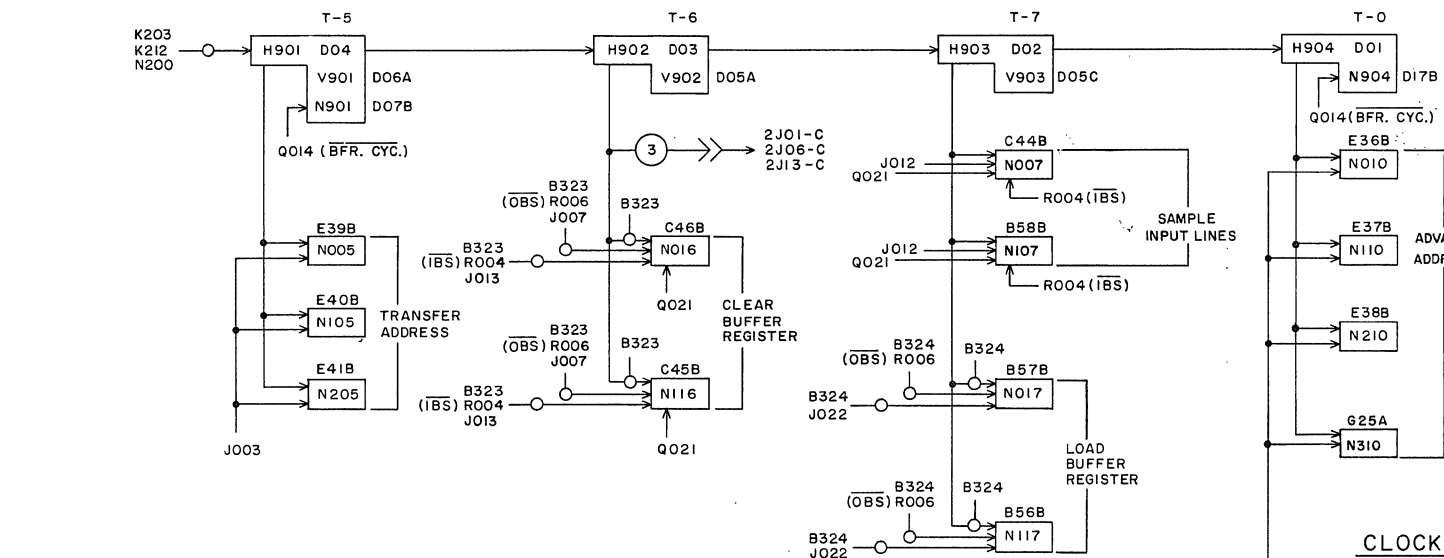 T-5
T-6
T-7
T-0
K203
K212
N200
H901 D04
V901 D06A
N901 D07B
Q014 (BFR. CYC.)
H902 D03
V902 D05A
H903 D02
V903 D05C
H904 D01
N904 D17B
Q014 (BFR. CYC.)
3
2J01-C
2J06-C
2J13-C
C44B
N007
J012
Q021
R004 (IBS)
B58B
N107
J012
Q021
R004 (IBS)
SAMPLE
INPUT LINES
E36B
N010
E37B
N110
E38B
N210
G25A
N310
E39B
N005
E40B
N105
E41B
N205
TRANSFER
ADDRESS
J003
B323
(OBS) R006
J007
B323
C46B
N016
B323
(IBS) R004
J013
Q021
CLEAR
BUFFER
REGISTER
B323
(OBS) R006
J007
B323
C45B
N116
B323
(IBS) R004
J013
Q021
B324
(OBS) R006
B324
B57B
N017
B324
J022
LOAD
BUFFER
REGISTER
B324
(OBS) R006
B324
B56B
N117
B324
J022
CLOCK